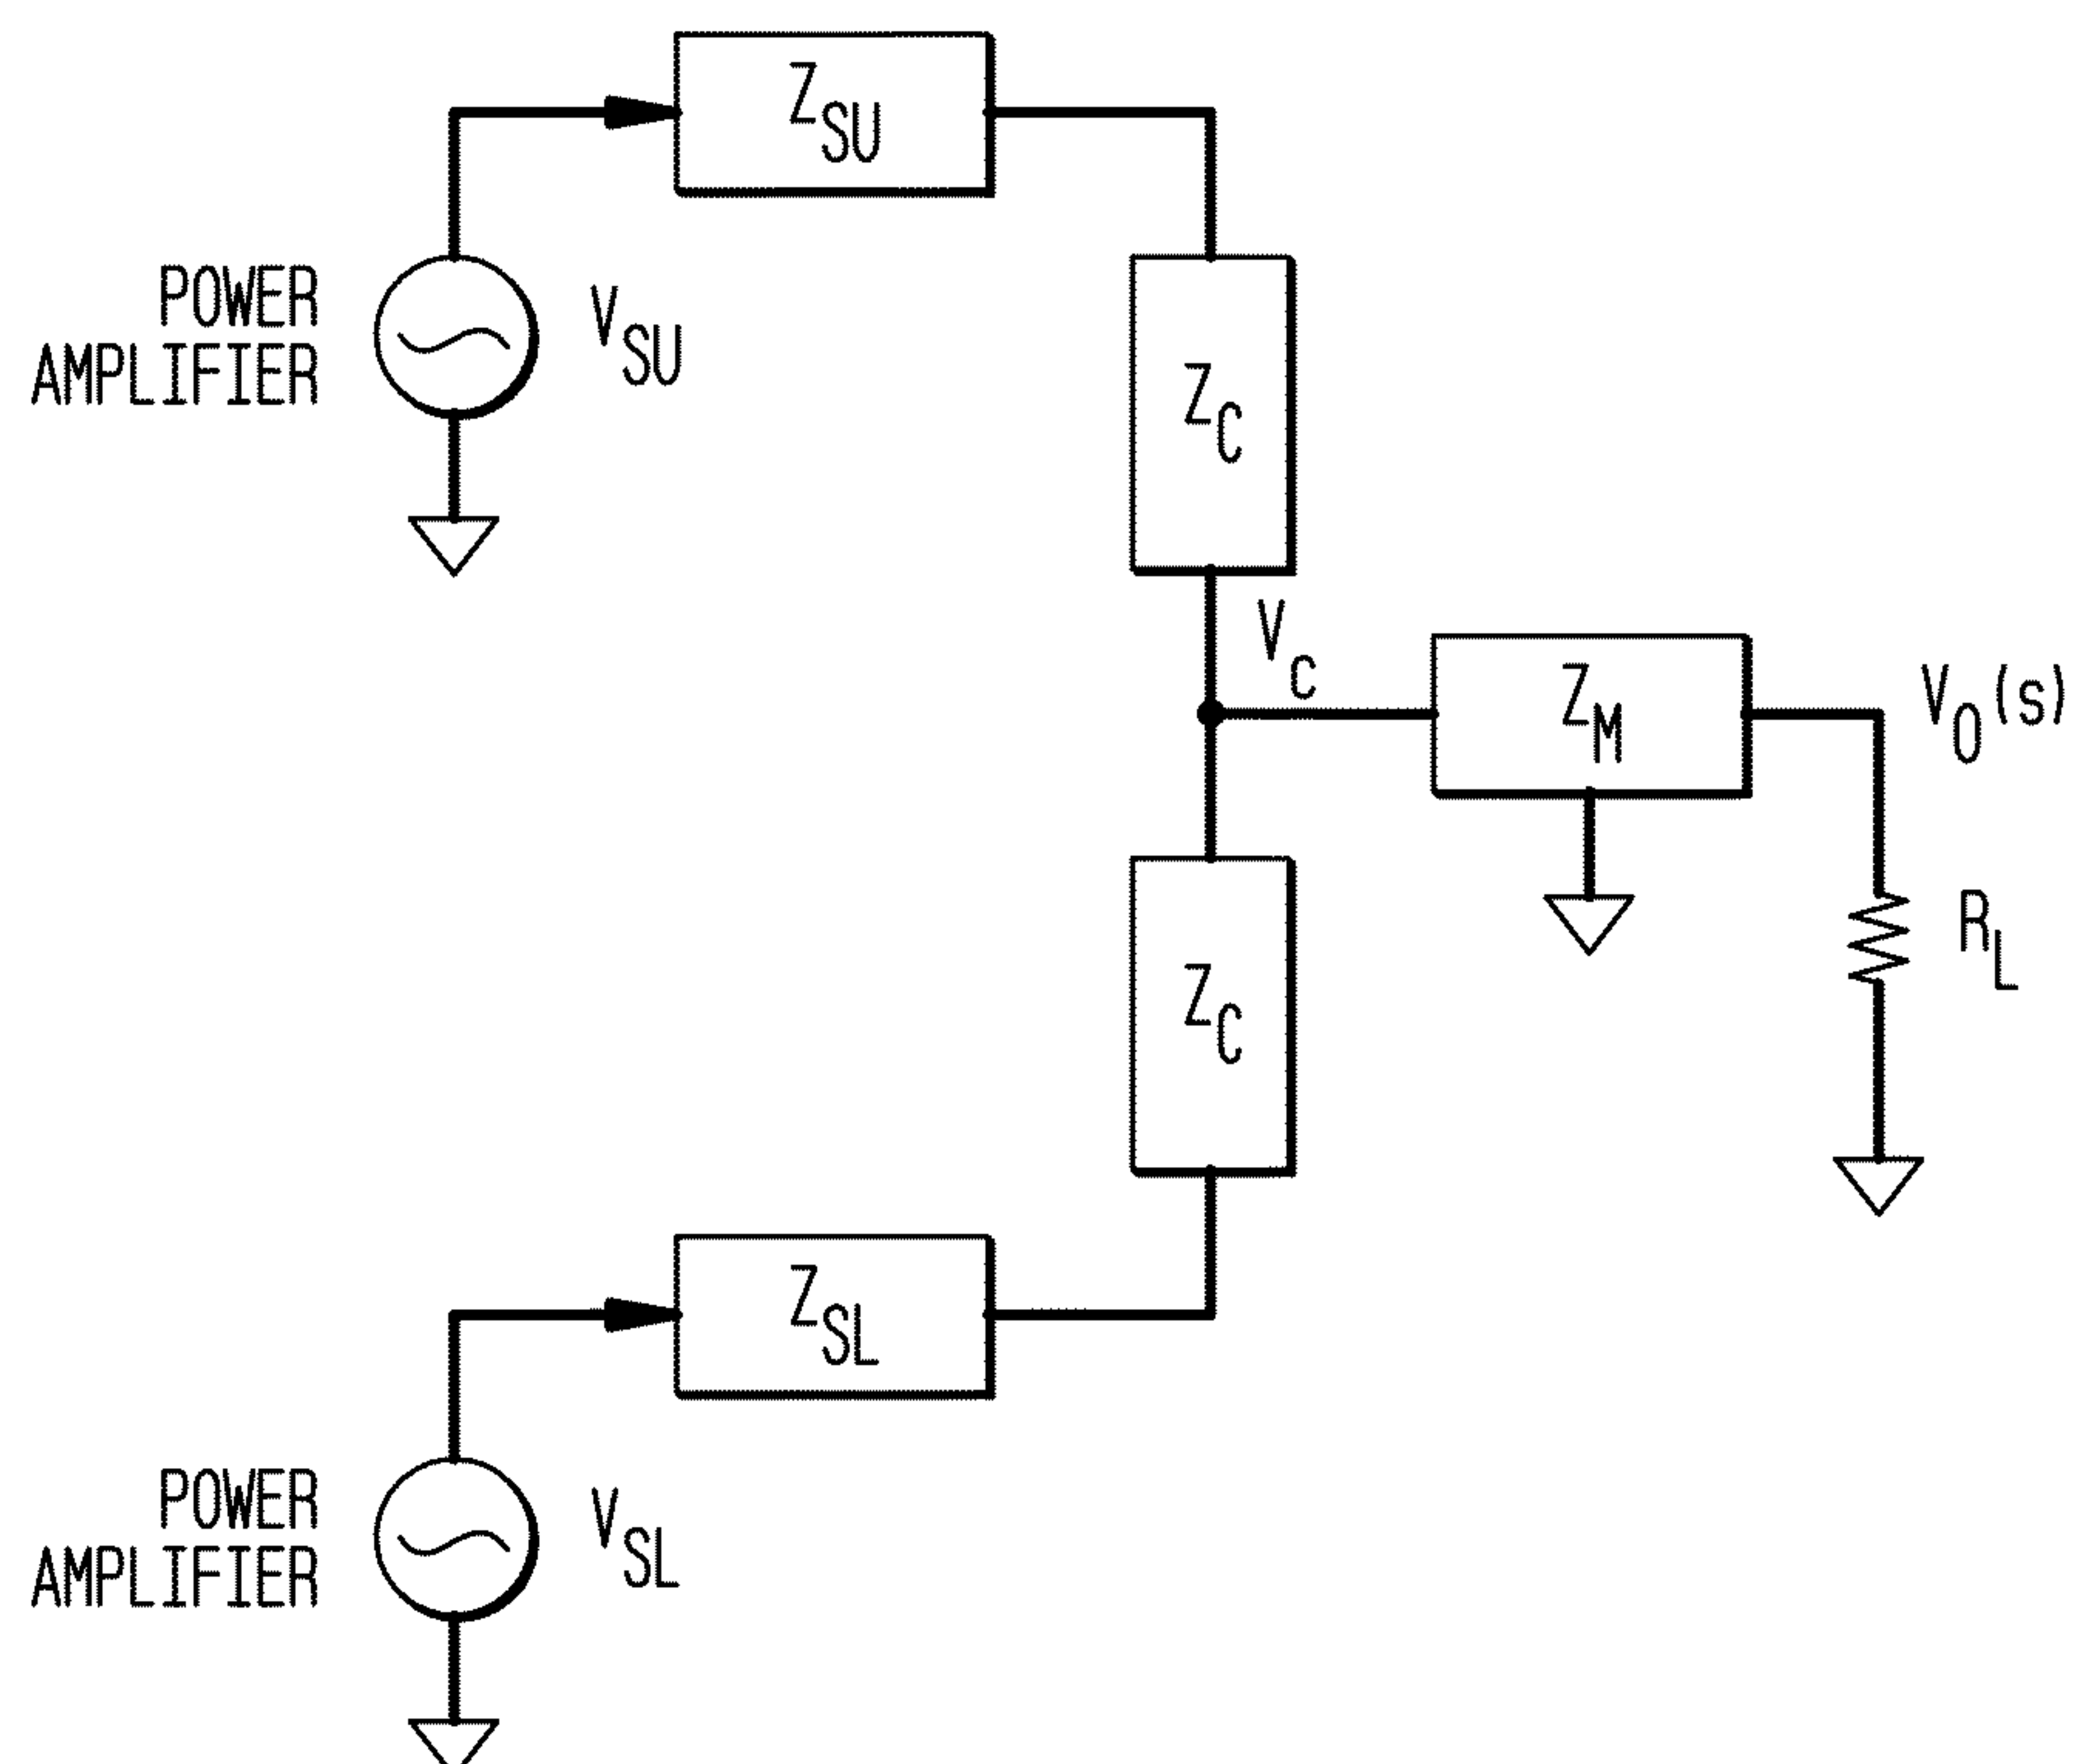 Z_SU
POWER
AMPLIFIER
V_SU
Z_C
V_C
Z_M
V_O(s)
R_L
Z_C
Z_SL
POWER
AMPLIFIER
V_SL